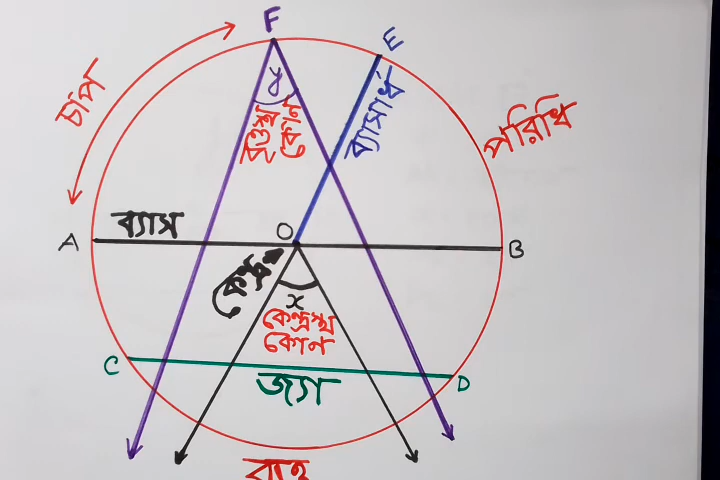 F
E
চাপ
ব্যাসার্ধ
γ
বৃত্তস্থ
কোণ
পরিধি
A
ব্যাস
O
B
কেন্দ্র
x
কেন্দ্রস্থ
কোণ
C
জ্যা
D